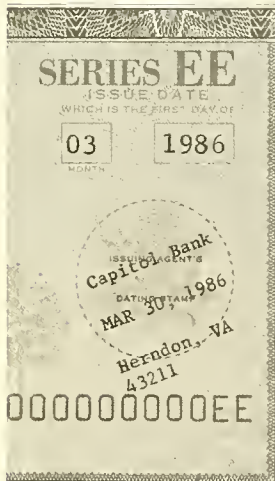 SERIES EE
ISSUE DATE
WHICH IS THE FIRST DAY OF
03 1986
MONTH
ISSUING AGENT'S
Capitol Bank
DATING STAMP
MAR 30, 1986
Herndon, VA
43211
0000000000EE